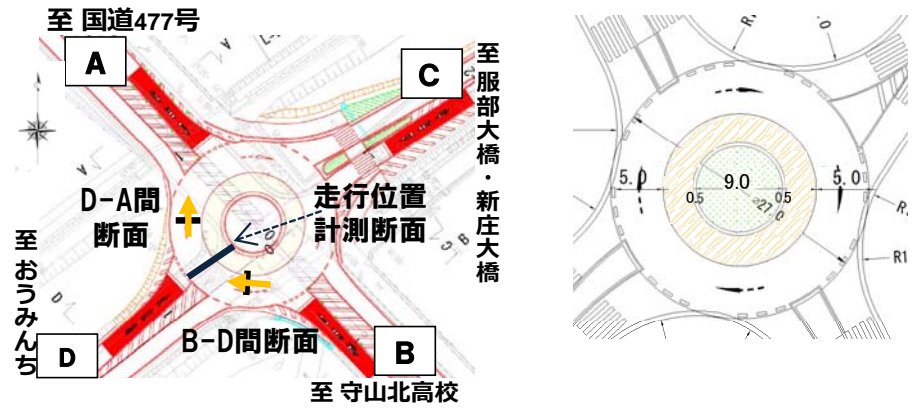 至 国道477号
A
C
至 服部大橋・新庄大橋
D-A間
断面
走行位置
計測断面
至 おうみんち
B-D間断面
D
B
至 守山北高校
5.0
9.0
5.0
0.5
0.5
⌀27.0